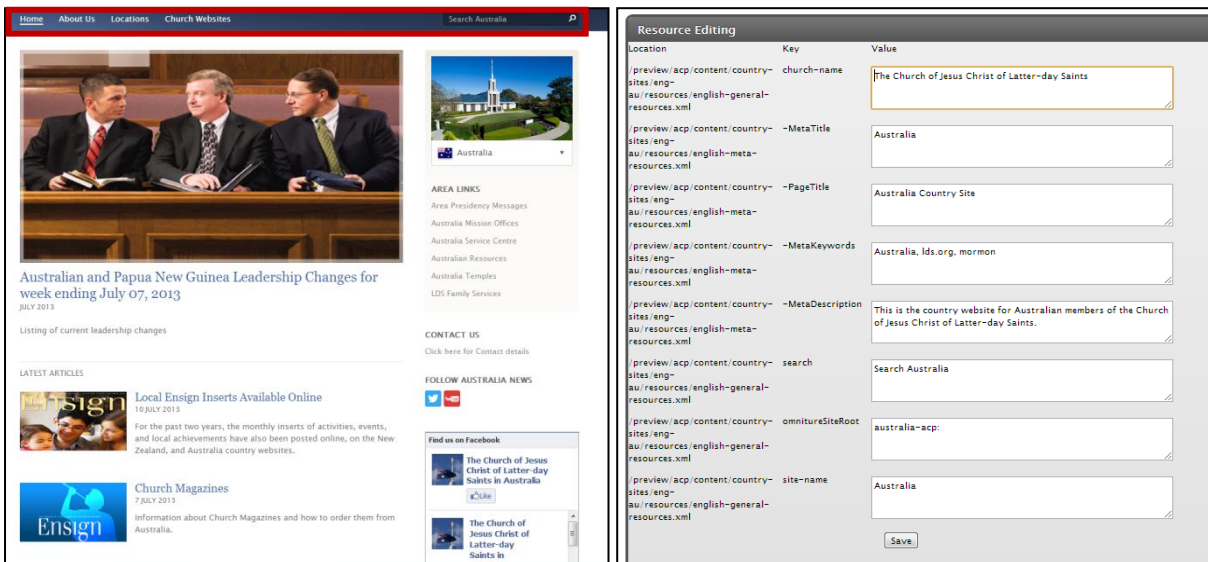 Home About Us Locations Church Websites Search Australia
Australian and Papua New Guinea Leadership Changes for
week ending July 07, 2013
JULY 2013
Listing of current leadership changes
LATEST ARTICLES
Ensign
Local Ensign Inserts Available Online
10 JULY 2013
For the past two years, the monthly inserts of activities, events,
and local achievements have also been posted online, on the New
Zealand, and Australia country websites.
Ensign
Church Magazines
7 JULY 2013
Information about Church Magazines and how to order them from
Australia.
Australia
AREA LINKS
Area Presidency Messages
Australia Mission Offices
Australia Service Centre
Australian Resources
Australia Temples
LDS Family Services
CONTACT US
Click here for Contact details
FOLLOW AUSTRALIA NEWS
Find us on Facebook
The Church of Jesus
Christ of Latter-day
Saints in Australia
Like
The Church of
Jesus Christ of
Latter-day
Saints in
Resource Editing
Location Key Value
/preview/acp/content/country- church-name The Church of Jesus Christ of Latter-day Saints
sites/eng-
au/resources/english-general-
resources.xml
/preview/acp/content/country- -MetaTitle Australia
sites/eng-
au/resources/english-meta-
resources.xml
/preview/acp/content/country- -PageTitle Australia Country Site
sites/eng-
au/resources/english-meta-
resources.xml
/preview/acp/content/country- -MetaKeywords Australia, lds.org, mormon
sites/eng-
au/resources/english-meta-
resources.xml
/preview/acp/content/country- -MetaDescription This is the country website for Australian members of the Church
sites/eng- of Jesus Christ of Latter-day Saints.
au/resources/english-meta-
resources.xml
/preview/acp/content/country- search Search Australia
sites/eng-
au/resources/english-general-
resources.xml
/preview/acp/content/country- omnitureSiteRoot australia-acp:
sites/eng-
au/resources/english-general-
resources.xml
/preview/acp/content/country- site-name Australia
sites/eng-
au/resources/english-general-
resources.xml
Save